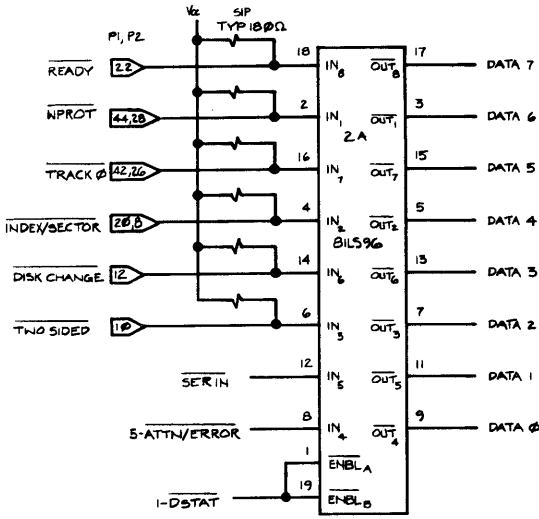 Vcc SIP
TYP 180Ω
P1, P2
READY 22 18 IN8 OUT8 17 DATA 7
WPROT 44,28 2 IN1 OUT1 3 DATA 6
2A
TRACK 0 42,26 16 IN7 OUT7 15 DATA 5
INDEX/SECTOR 20,8 4 IN2 OUT2 5 DATA 4
81LS96
DISK CHANGE 12 14 IN6 OUT6 13 DATA 3
TWO SIDED 10 6 IN3 OUT3 7 DATA 2
SER IN 12 IN5 OUT5 11 DATA 1
5-ATTN/ERROR 8 IN4 OUT4 9 DATA 0
1 ENBLA
1-DSTAT 19 ENBLB